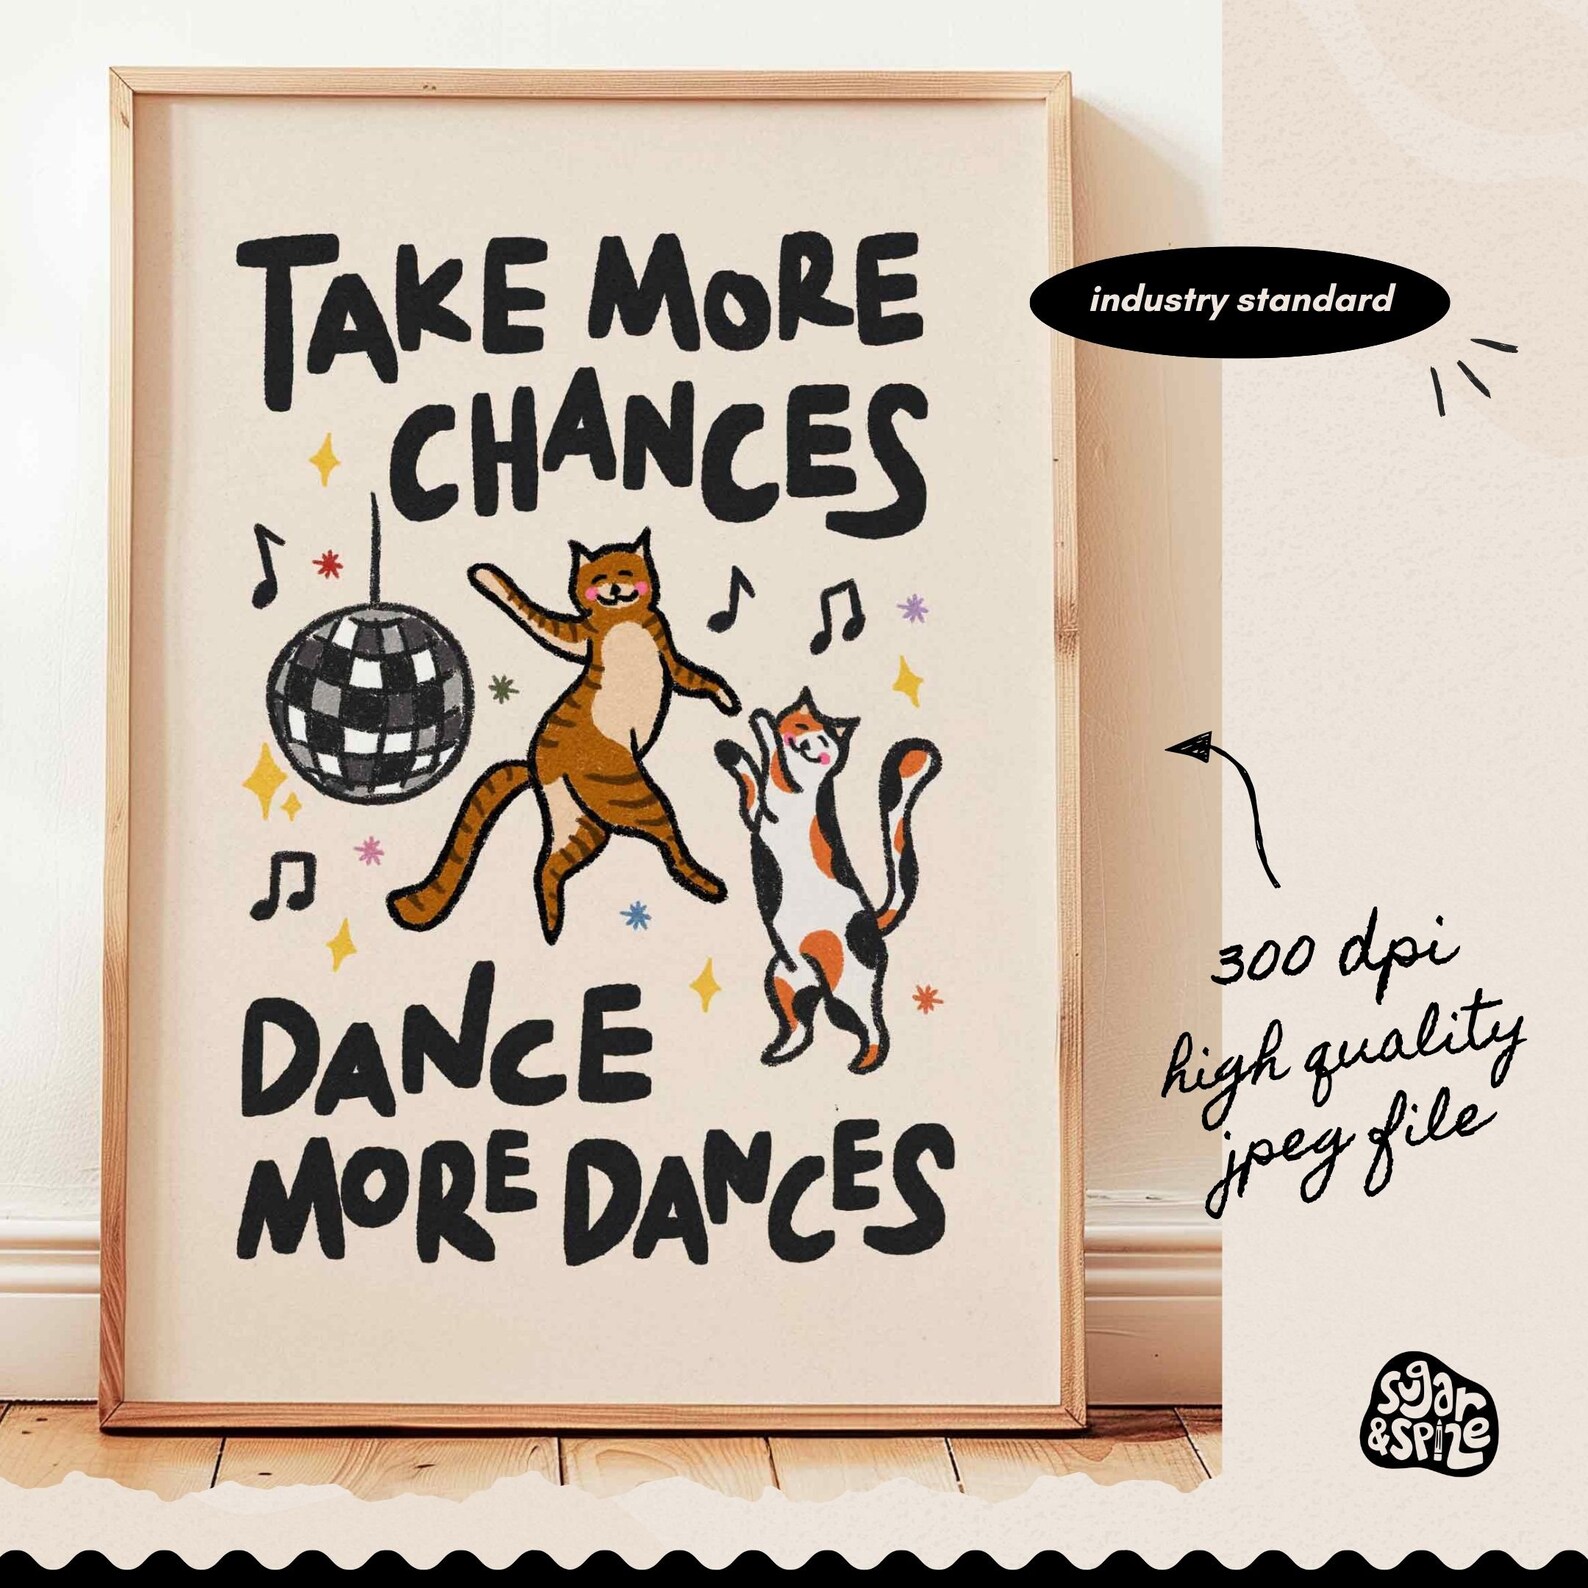 TAKE MORE
CHANCES
DANCE
MORE DANCES
industry standard
300 dpi
high quality
jpeg file
sugar
&SPIZE